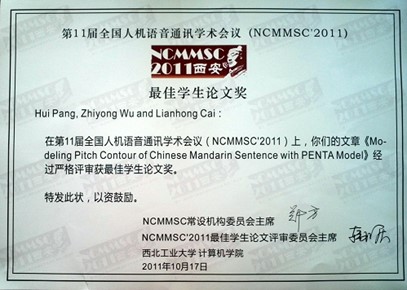 第11届全国人机语音通讯学术会议（NCMMSC'2011）
NCMMSC
2011西安
最佳学生论文奖
Hui Pang, Zhiyong Wu and Lianhong Cai：
在第11届全国人机语音通讯学术会议（NCMMSC'2011）上，你们的文章《Mo-
deling Pitch Contour of Chinese Mandarin Sentence with PENTA Model》经
过严格评审获最佳学生论文奖。
特发此状，以资鼓励。
NCMMSC常设机构委员会主席
NCMMSC'2011最佳学生论文评审委员会主席
西北工业大学 计算机学院
2011年10月17日